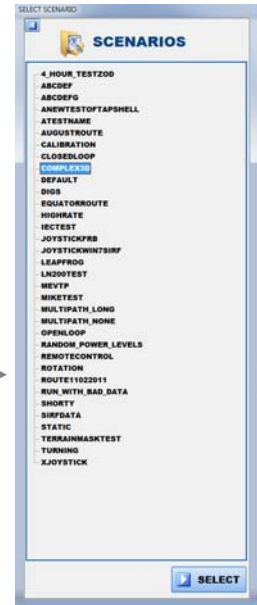 SELECT SCENARIO
SCENARIOS
4_HOUR_TESTZOD
ABCDEF
ABCDEFG
ANEWTESTOFTAPSHELL
ATESTNAME
AUGUSTROUTE
CALIBRATION
CLOSEDLOOP
COMPLEX3D
DEFAULT
DIGS
EQUATORROUTE
HIGHRATE
IECTEST
JOYSTICKFRB
JOYSTICKWIN7SIRF
LEAPFROG
LN200TEST
MEVTP
MIKETEST
MULTIPATH_LONG
MULTIPATH_NONE
OPENLOOP
RANDOM_POWER_LEVELS
REMOTECONTROL
ROTATION
ROUTE11022011
RUN_WITH_BAD_DATA
SHORTY
SIRFDATA
STATIC
TERRAINMASKTEST
TURNING
XJOYSTICK
SELECT